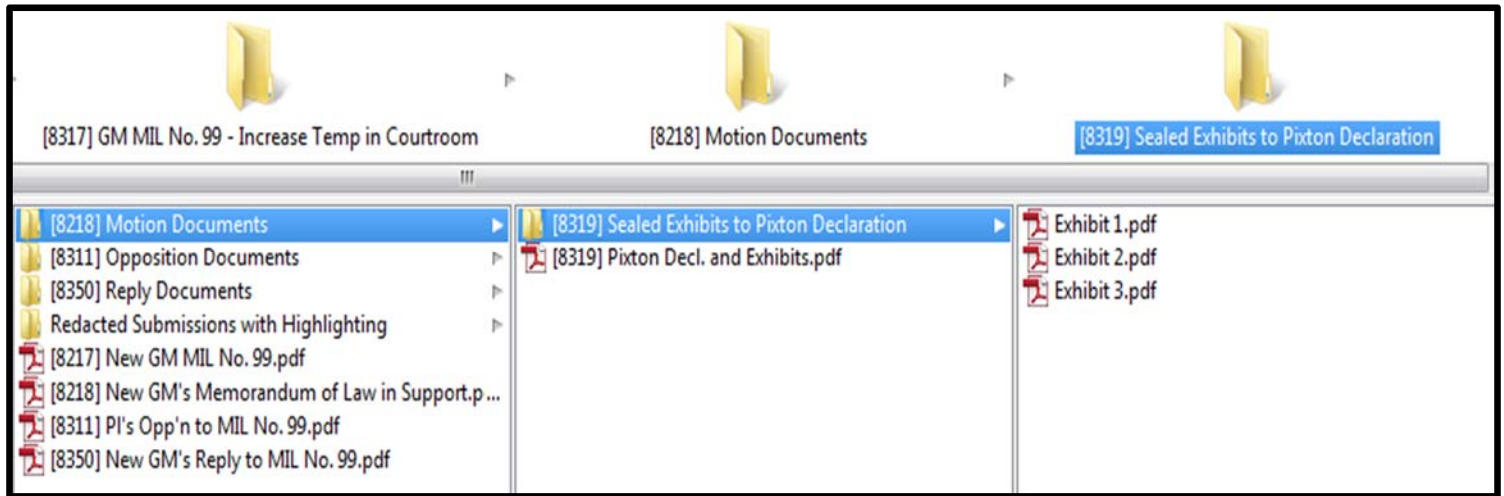 [8317] GM MIL No. 99 - Increase Temp in Courtroom
[8218] Motion Documents
[8319] Sealed Exhibits to Pixton Declaration
[8218] Motion Documents
[8311] Opposition Documents
[8350] Reply Documents
Redacted Submissions with Highlighting
[8217] New GM MIL No. 99.pdf
[8218] New GM's Memorandum of Law in Support.p...
[8311] Pl's Opp'n to MIL No. 99.pdf
[8350] New GM's Reply to MIL No. 99.pdf
[8319] Sealed Exhibits to Pixton Declaration
[8319] Pixton Decl. and Exhibits.pdf
Exhibit 1.pdf
Exhibit 2.pdf
Exhibit 3.pdf